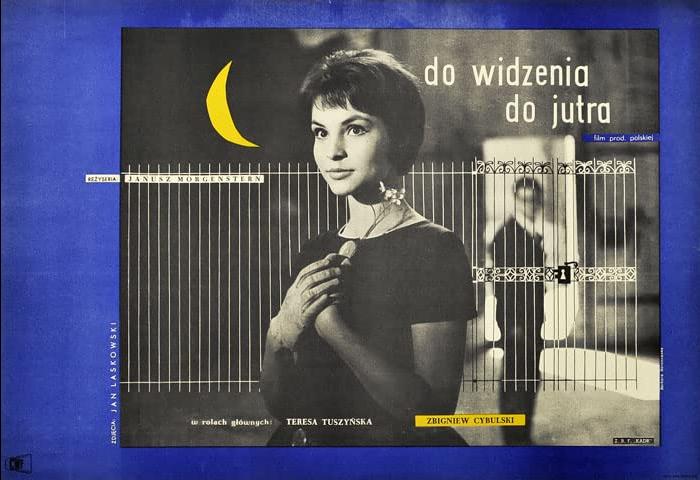 do widzenia
do jutra
film prod. polskiej
REŻYSERIA: JANUSZ MORGENSTERN
ZDJĘCIA: JAN LASKOWSKI
w rolach głównych: TERESA TUSZYŃSKA ZBIGNIEW CYBULSKI
Z.R.F. „KADR"